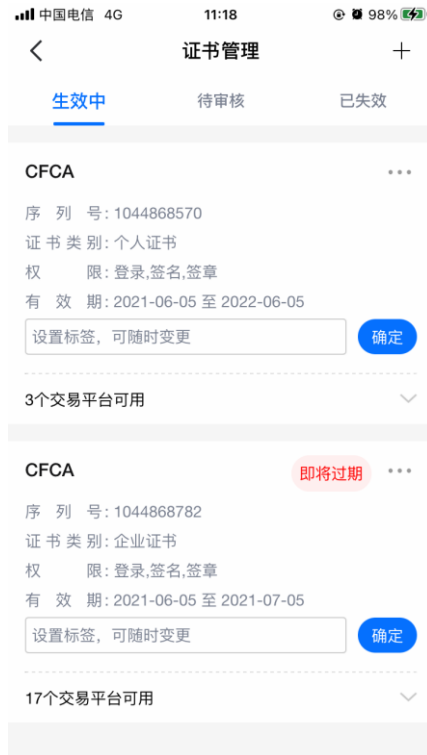 中国电信 4G 11:18 98%
证书管理
生效中 待审核 已失效
CFCA
序列号:1044868570
证书类别:个人证书
权限:登录,签名,签章
有效期:2021-06-05 至 2022-06-05
设置标签，可随时变更 确定
3个交易平台可用
CFCA 即将过期
序列号:1044868782
证书类别:企业证书
权限:登录,签名,签章
有效期:2021-06-05 至 2021-07-05
设置标签，可随时变更 确定
17个交易平台可用